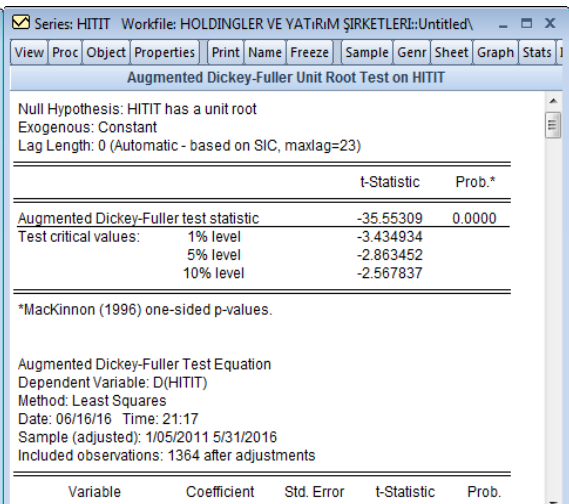 Series: HITIT Workfile: HOLDINGLER VE YATıRıM ŞIRKETLERI::Untitled\
View Proc Object Properties Print Name Freeze Sample Genr Sheet Graph Stats
Augmented Dickey-Fuller Unit Root Test on HITIT
Null Hypothesis: HITIT has a unit root
Exogenous: Constant
Lag Length: 0 (Automatic - based on SIC, maxlag=23)
t-Statistic Prob.*
Augmented Dickey-Fuller test statistic -35.55309 0.0000
Test critical values: 1% level -3.434934
5% level -2.863452
10% level -2.567837
*MacKinnon (1996) one-sided p-values.
Augmented Dickey-Fuller Test Equation
Dependent Variable: D(HITIT)
Method: Least Squares
Date: 06/16/16 Time: 21:17
Sample (adjusted): 1/05/2011 5/31/2016
Included observations: 1364 after adjustments
Variable Coefficient Std. Error t-Statistic Prob.